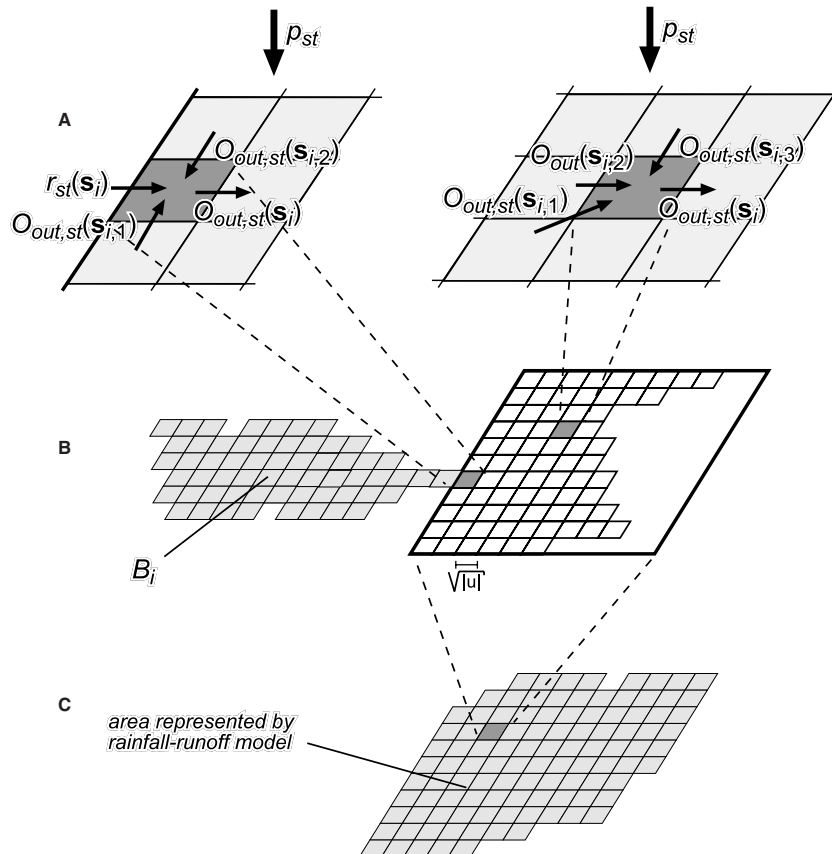 p_st
p_st
A
O_out,st(s_i,2)
r_st(s_i)
O_out,st(s_i)
O_out,st(s_i,1)
O_out(s_i,2)
O_out,st(s_i,3)
O_out,st(s_i,1)
O_out,st(s_i)
B
B_i
√|u|
C
area represented by
rainfall-runoff model